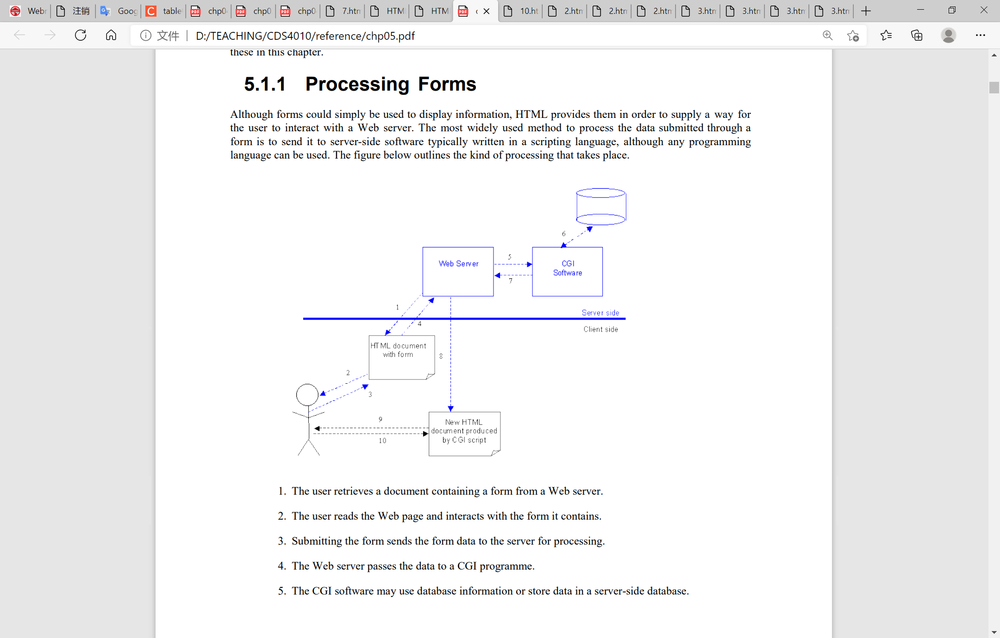 Webr
注销
Goog
table
chp04
chp0
chp0
7.htm
HTM
HTM
10.ht
2.htm
2.htm
2.htm
3.htm
3.htm
3.htm
3.htm
文件 | D:/TEACHING/CDS4010/reference/chp05.pdf
these in this chapter.
5.1.1 Processing Forms
Although forms could simply be used to display information, HTML provides them in order to supply a way for
the user to interact with a Web server. The most widely used method to process the data submitted through a
form is to send it to server-side software typically written in a scripting language, although any programming
language can be used. The figure below outlines the kind of processing that takes place.
6
Web Server
5
7
CGI
Software
1
4
Server side
Client side
HTML document
with form
8
2
3
9
10
New HTML
document produced
by CGI script
1. The user retrieves a document containing a form from a Web server.
2. The user reads the Web page and interacts with the form it contains.
3. Submitting the form sends the form data to the server for processing.
4. The Web server passes the data to a CGI programme.
5. The CGI software may use database information or store data in a server-side database.